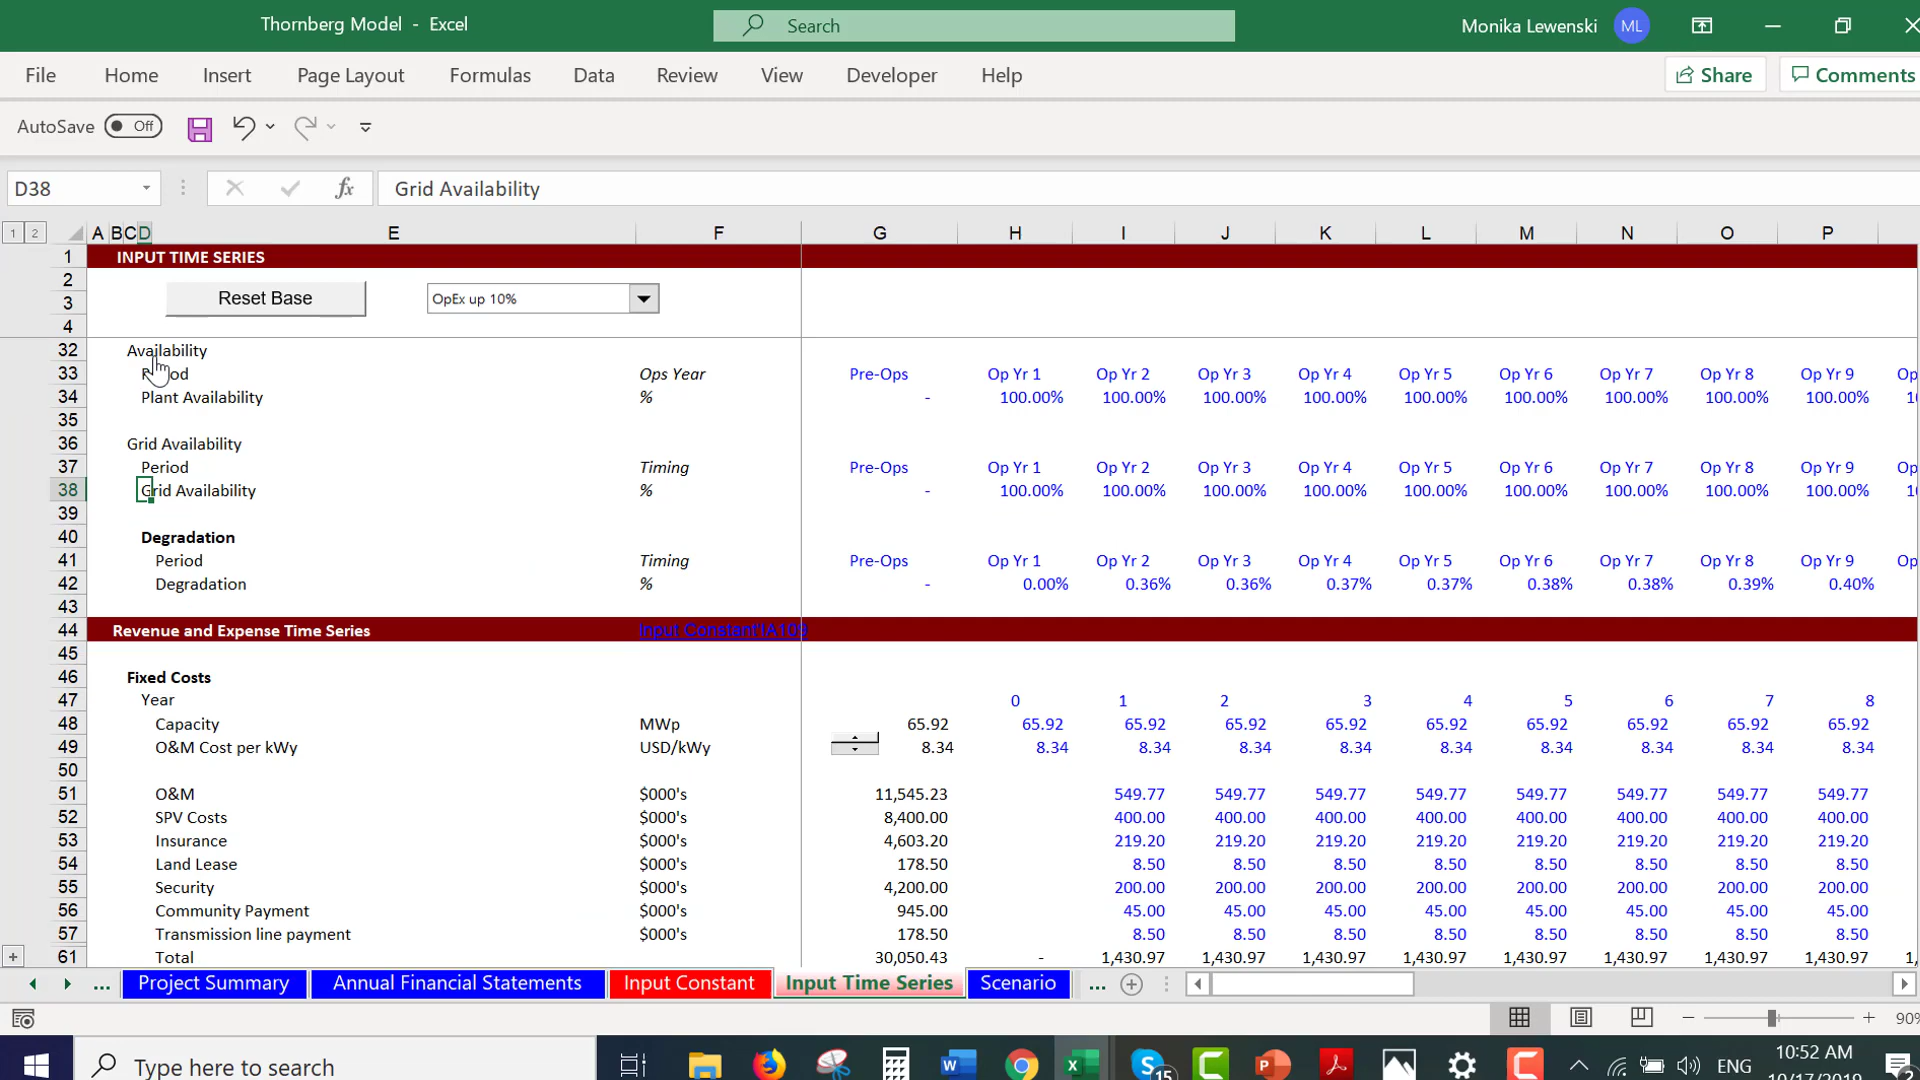 Thornberg Model - Excel
Search
Monika Lewenski ML
File Home Insert Page Layout Formulas Data Review View Developer Help Share Comments
AutoSave Off
D38 fx Grid Availability
1 2 A B C D E F G H I J K L M N O P
1 INPUT TIME SERIES
2
Reset Base OpEx up 10%
3
4
32 Availability
33 Ops Year Pre-Ops Op Yr 1 Op Yr 2 Op Yr 3 Op Yr 4 Op Yr 5 Op Yr 6 Op Yr 7 Op Yr 8 Op Yr 9 Op
34 Plant Availability % - 100.00% 100.00% 100.00% 100.00% 100.00% 100.00% 100.00% 100.00% 100.00%
35
36 Grid Availability
37 Period Timing Pre-Ops Op Yr 1 Op Yr 2 Op Yr 3 Op Yr 4 Op Yr 5 Op Yr 6 Op Yr 7 Op Yr 8 Op Yr 9 Op
38 Grid Availability % - 100.00% 100.00% 100.00% 100.00% 100.00% 100.00% 100.00% 100.00% 100.00%
39
40 Degradation
41 Period Timing Pre-Ops Op Yr 1 Op Yr 2 Op Yr 3 Op Yr 4 Op Yr 5 Op Yr 6 Op Yr 7 Op Yr 8 Op Yr 9 Op
42 Degradation % - 0.00% 0.36% 0.36% 0.37% 0.37% 0.38% 0.38% 0.39% 0.40%
43
44 Revenue and Expense Time Series Input Constant'!A109
45
46 Fixed Costs
47 Year 0 1 2 3 4 5 6 7 8
48 Capacity MWp 65.92 65.92 65.92 65.92 65.92 65.92 65.92 65.92 65.92 65.92
49 O&M Cost per kWy USD/kWy 8.34 8.34 8.34 8.34 8.34 8.34 8.34 8.34 8.34 8.34
50
51 O&M $000's 11,545.23 549.77 549.77 549.77 549.77 549.77 549.77 549.77 549.77
52 SPV Costs $000's 8,400.00 400.00 400.00 400.00 400.00 400.00 400.00 400.00 400.00
53 Insurance $000's 4,603.20 219.20 219.20 219.20 219.20 219.20 219.20 219.20 219.20
54 Land Lease $000's 178.50 8.50 8.50 8.50 8.50 8.50 8.50 8.50 8.50
55 Security $000's 4,200.00 200.00 200.00 200.00 200.00 200.00 200.00 200.00 200.00
56 Community Payment $000's 945.00 45.00 45.00 45.00 45.00 45.00 45.00 45.00 45.00
57 Transmission line payment $000's 178.50 8.50 8.50 8.50 8.50 8.50 8.50 8.50 8.50
61 Total 30,050.43 - 1,430.97 1,430.97 1,430.97 1,430.97 1,430.97 1,430.97 1,430.97 1,430.97
... Project Summary Annual Financial Statements Input Constant Input Time Series Scenario ...
90%
Type here to search 15 ENG 10:52 AM
10/17/2019